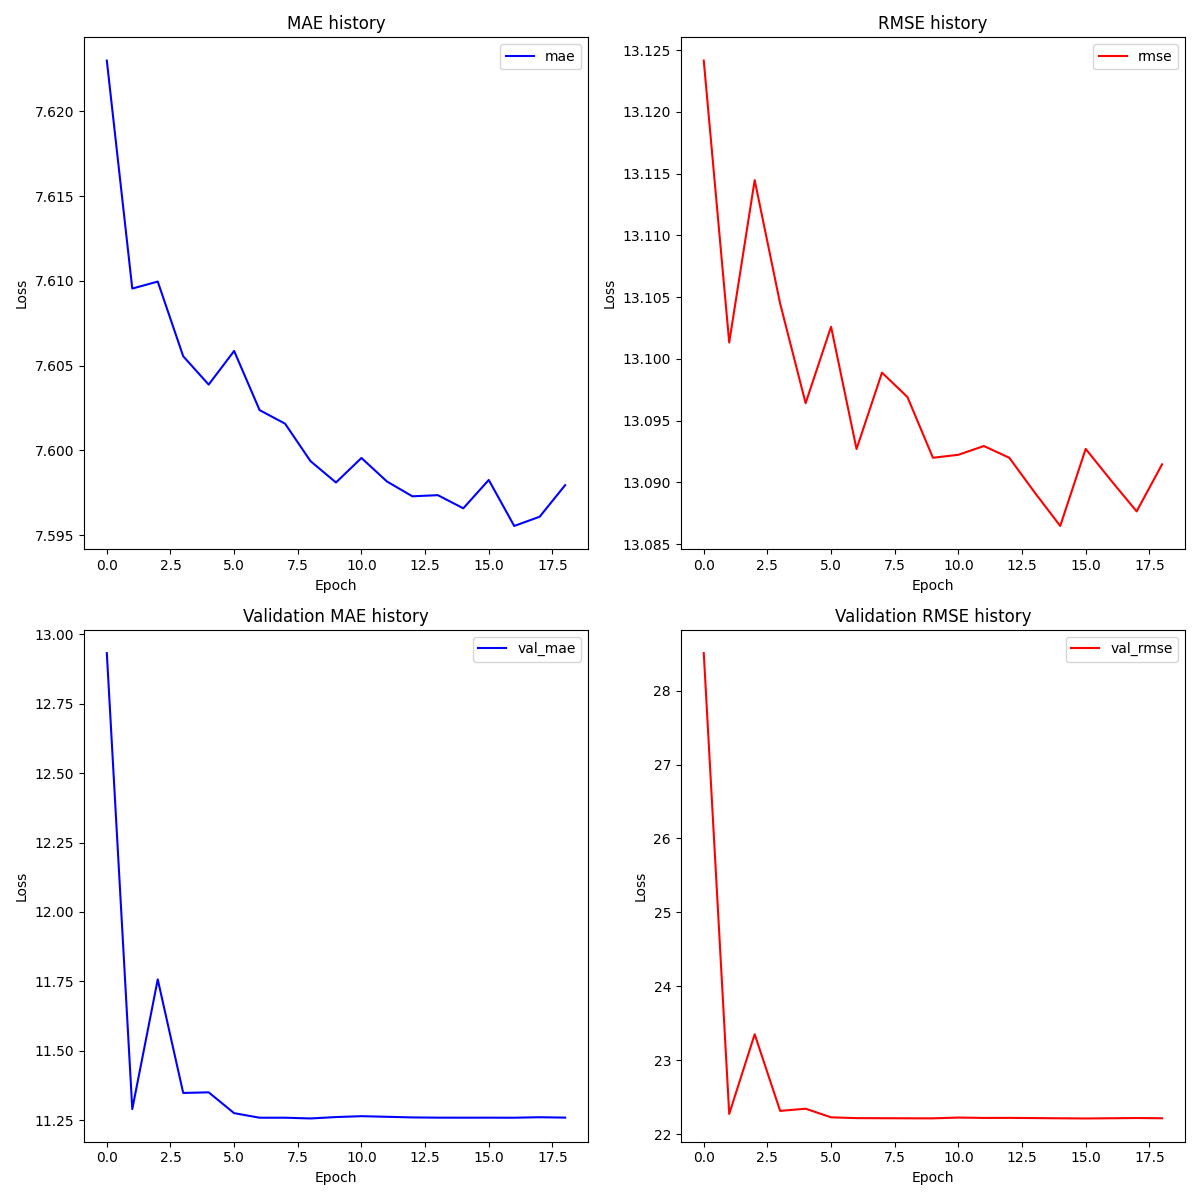 MAE history
mae
7.620
7.615
7.610
7.605
7.600
7.595
Loss
0.0 2.5 5.0 7.5 10.0 12.5 15.0 17.5
Epoch
RMSE history
rmse
13.125
13.120
13.115
13.110
13.105
13.100
13.095
13.090
13.085
Loss
0.0 2.5 5.0 7.5 10.0 12.5 15.0 17.5
Epoch
Validation MAE history
val_mae
13.00
12.75
12.50
12.25
12.00
11.75
11.50
11.25
Loss
0.0 2.5 5.0 7.5 10.0 12.5 15.0 17.5
Epoch
Validation RMSE history
val_rmse
28
27
26
25
24
23
22
Loss
0.0 2.5 5.0 7.5 10.0 12.5 15.0 17.5
Epoch